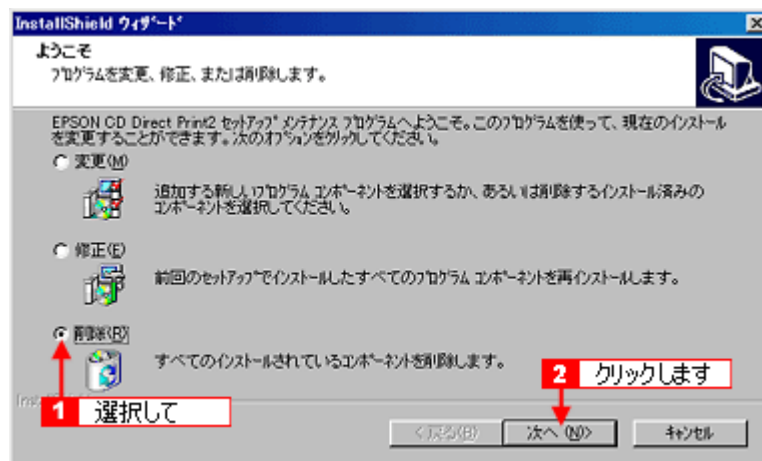 InstallShield ウィザード
ようこそ
プログラムを変更、修正、または削除します。
EPSON CD Direct Print2 セットアップ メンテナンス プログラムへようこそ。このプログラムを使って、現在のインストール
を変更することができます。次のオプションをクリックしてください。
変更(M)
追加する新しいプログラム コンポーネントを選択するか、あるいは削除するインストール済みの
コンポーネントを選択してください。
修正(E)
前回のセットアップでインストールしたすべてのプログラム コンポーネントを再インストールします。
削除(R)
すべてのインストールされているコンポーネントを削除します。
1 選択して
2 クリックします
< 戻る(B)
次へ (N)>
キャンセル